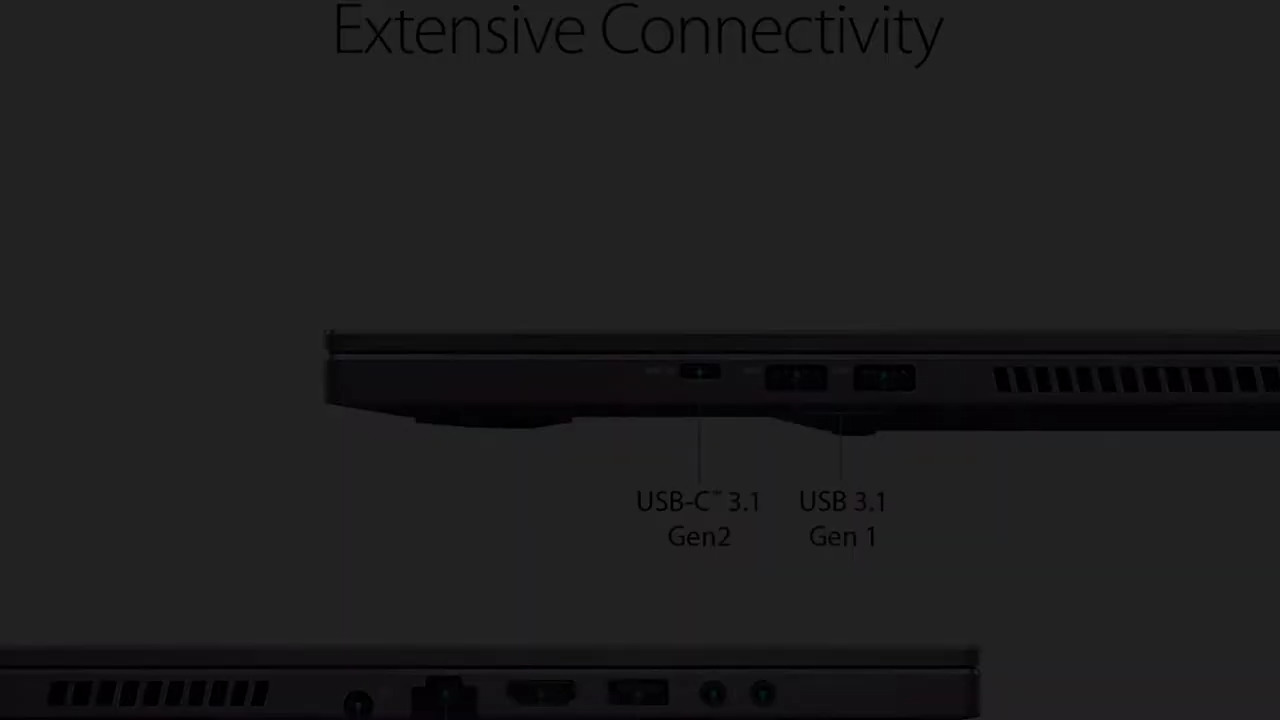 Extensive Connectivity
USB-C™ 3.1
Gen2
USB 3.1
Gen 1